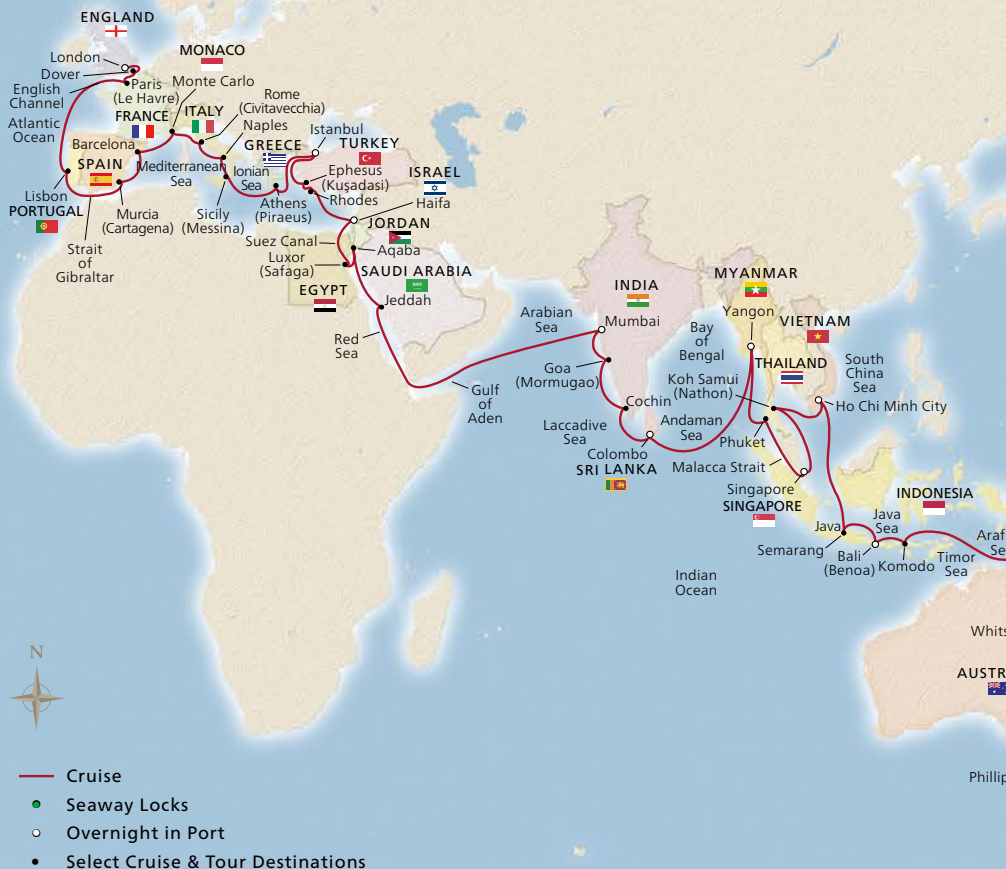 ENGLAND
London
Dover
English
Channel
Paris
(Le Havre)
MONACO
Monte Carlo
Atlantic
Ocean
FRANCE
ITALY
Rome
(Civitavecchia)
Naples
Barcelona
SPAIN
Mediterranean
Sea
GREECE
Ionian
Sea
Istanbul
TURKEY
Ephesus
(Kuşadasi)
Rhodes
ISRAEL
Haifa
Lisbon
PORTUGAL
Murcia
(Cartagena)
Sicily
(Messina)
Athens
(Piraeus)
Strait
of
Gibraltar
JORDAN
Suez Canal
Aqaba
Luxor
(Safaga)
SAUDI ARABIA
EGYPT
Jeddah
Red
Sea
Gulf
of
Aden
Arabian
Sea
INDIA
Mumbai
Goa
(Mormugao)
Cochin
Laccadive
Sea
Colombo
SRI LANKA
Bay
of
Bengal
Andaman
Sea
MYANMAR
Yangon
VIETNAM
THAILAND
Koh Samui
(Nathon)
South
China
Sea
Ho Chi Minh City
Phuket
Malacca Strait
Singapore
SINGAPORE
INDONESIA
Java
Sea
Java
Semarang
Bali
(Benoa)
Komodo
Timor
Sea
Araf
Se
Indian
Ocean
Whits
AUSTR
Phillip
N
Cruise
Seaway Locks
Overnight in Port
Select Cruise & Tour Destinations